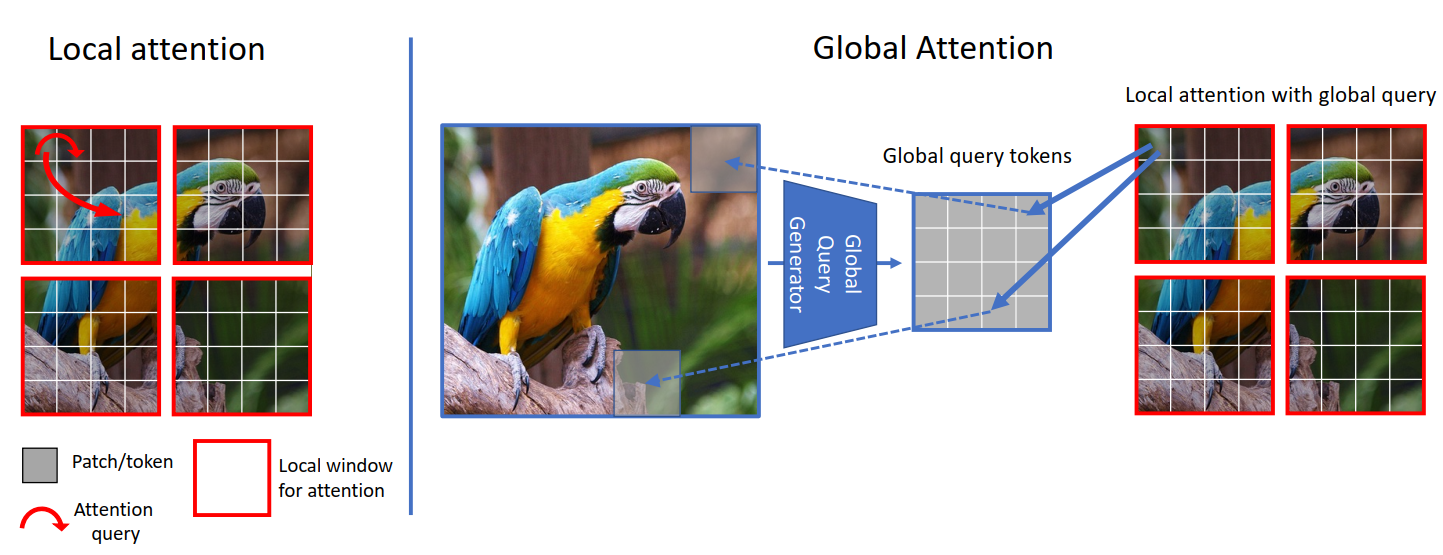 Local attention
Global Attention
Local attention with global query
Global query tokens
Global
Query
Generator
Patch/token
Local window
for attention
Attention
query